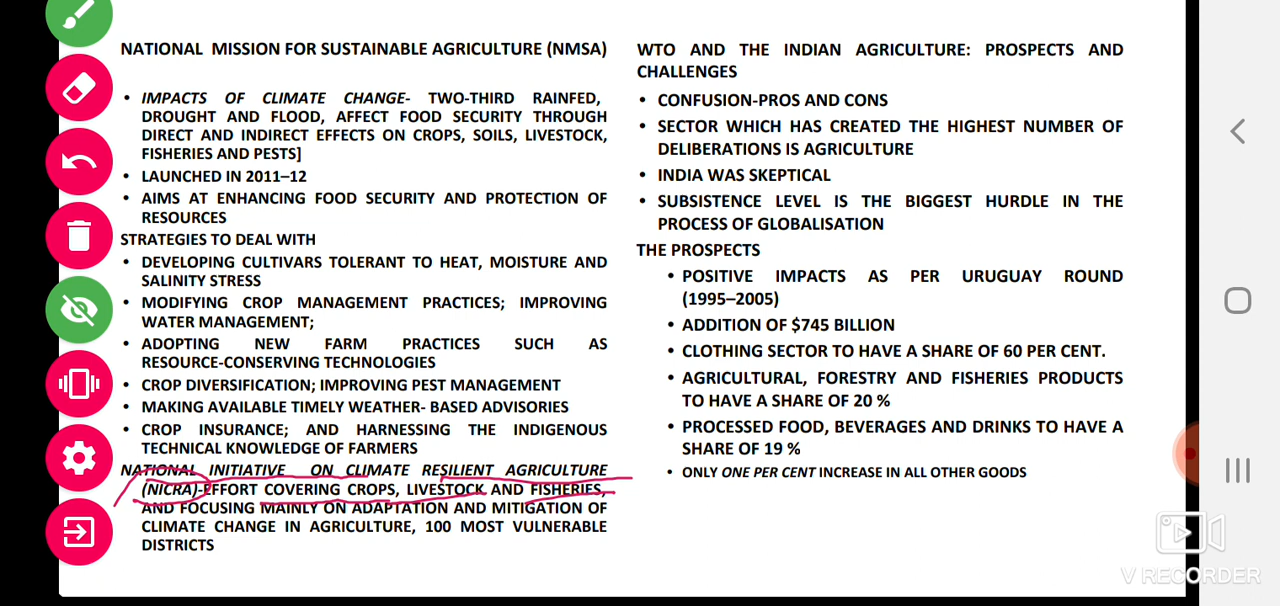 NATIONAL MISSION FOR SUSTAINABLE AGRICULTURE (NMSA)
• IMPACTS OF CLIMATE CHANGE- TWO-THIRD RAINFED,
DROUGHT AND FLOOD, AFFECT FOOD SECURITY THROUGH
DIRECT AND INDIRECT EFFECTS ON CROPS, SOILS, LIVESTOCK,
FISHERIES AND PESTS]
• LAUNCHED IN 2011–12
• AIMS AT ENHANCING FOOD SECURITY AND PROTECTION OF
RESOURCES
STRATEGIES TO DEAL WITH
• DEVELOPING CULTIVARS TOLERANT TO HEAT, MOISTURE AND
SALINITY STRESS
• MODIFYING CROP MANAGEMENT PRACTICES; IMPROVING
WATER MANAGEMENT;
• ADOPTING NEW FARM PRACTICES SUCH AS
RESOURCE-CONSERVING TECHNOLOGIES
• CROP DIVERSIFICATION; IMPROVING PEST MANAGEMENT
• MAKING AVAILABLE TIMELY WEATHER- BASED ADVISORIES
• CROP INSURANCE; AND HARNESSING THE INDIGENOUS
TECHNICAL KNOWLEDGE OF FARMERS
NATIONAL INITIATIVE ON CLIMATE RESILIENT AGRICULTURE
(NICRA)-EFFORT COVERING CROPS, LIVESTOCK AND FISHERIES,
AND FOCUSING MAINLY ON ADAPTATION AND MITIGATION OF
CLIMATE CHANGE IN AGRICULTURE, 100 MOST VULNERABLE
DISTRICTS
WTO AND THE INDIAN AGRICULTURE: PROSPECTS AND
CHALLENGES
• CONFUSION-PROS AND CONS
• SECTOR WHICH HAS CREATED THE HIGHEST NUMBER OF
DELIBERATIONS IS AGRICULTURE
• INDIA WAS SKEPTICAL
• SUBSISTENCE LEVEL IS THE BIGGEST HURDLE IN THE
PROCESS OF GLOBALISATION
THE PROSPECTS
• POSITIVE IMPACTS AS PER URUGUAY ROUND
(1995–2005)
• ADDITION OF $745 BILLION
• CLOTHING SECTOR TO HAVE A SHARE OF 60 PER CENT.
• AGRICULTURAL, FORESTRY AND FISHERIES PRODUCTS
TO HAVE A SHARE OF 20 %
• PROCESSED FOOD, BEVERAGES AND DRINKS TO HAVE A
SHARE OF 19 %
• ONLY ONE PER CENT INCREASE IN ALL OTHER GOODS
V RECORDER